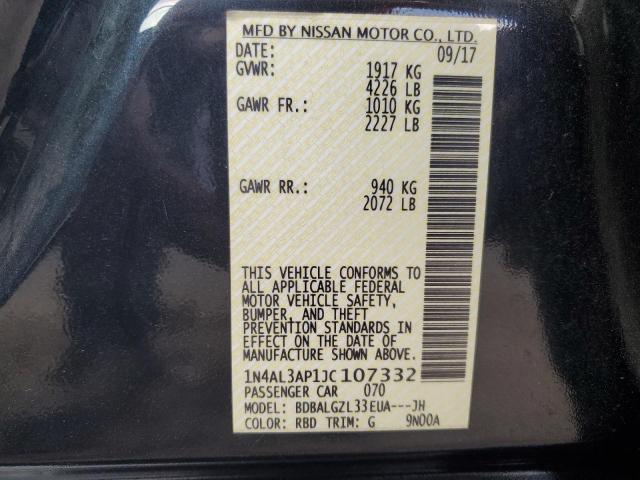 MFD BY NISSAN MOTOR CO., LTD.
DATE: 09/17
GVWR: 1917 KG
4226 LB
GAWR FR.: 1010 KG
2227 LB
GAWR RR.: 940 KG
2072 LB
THIS VEHICLE CONFORMS TO
ALL APPLICABLE FEDERAL
MOTOR VEHICLE SAFETY,
BUMPER, AND THEFT
PREVENTION STANDARDS IN
EFFECT ON THE DATE OF
MANUFACTURE SHOWN ABOVE.
1N4AL3AP1JC107332
PASSENGER CAR 070
MODEL: BDBALGZL33EUA---JH
COLOR: RBD TRIM: G 9N00A